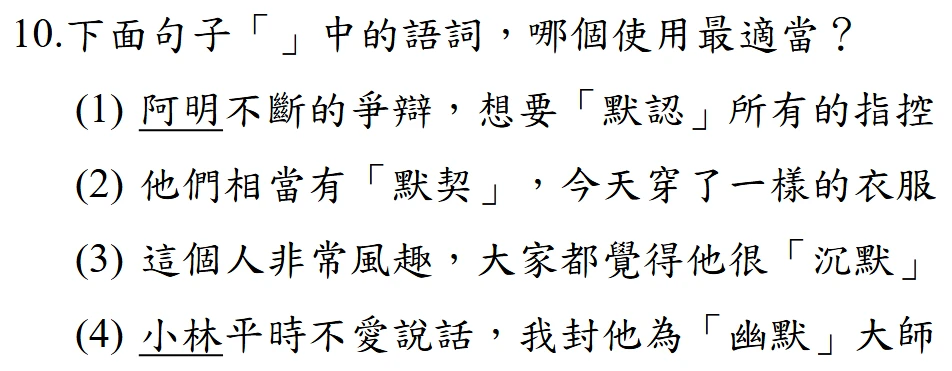 10.下面句子「」中的語詞，哪個使用最適當？
(1) 阿明不斷的爭辯，想要「默認」所有的指控
(2) 他們相當有「默契」，今天穿了一樣的衣服
(3) 這個人非常風趣，大家都覺得他很「沉默」
(4) 小林平時不愛說話，我封他為「幽默」大師